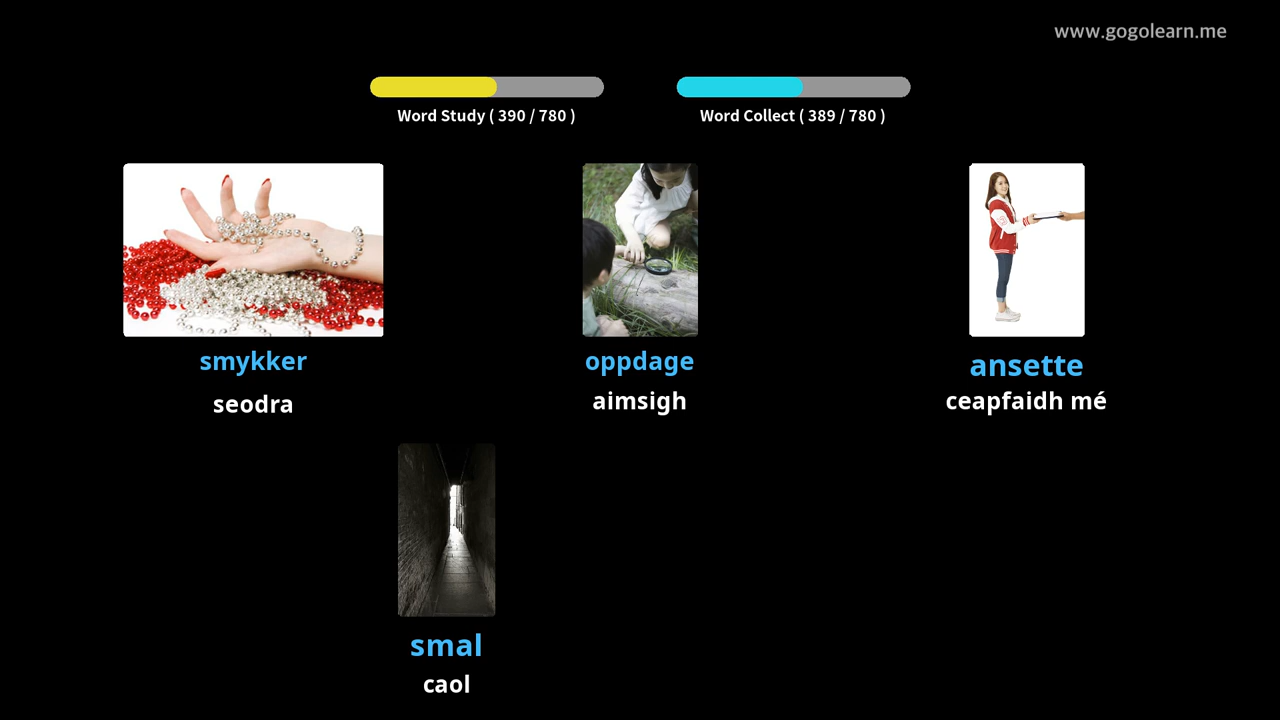 www.gogolearn.me
Word Study ( 390 / 780 )
Word Collect ( 389 / 780 )
smykker
seodra
oppdage
aimsigh
ansette
ceapfaidh mé
smal
caol